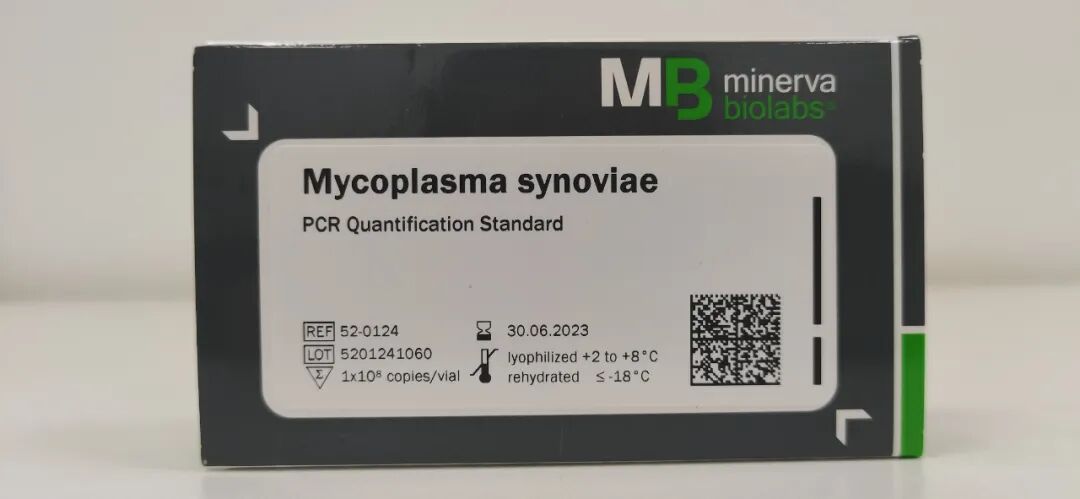 MB minerva
biolabs®
Mycoplasma synoviae
PCR Quantification Standard
REF 52-0124
LOT 5201241060
Σ 1x10⁸ copies/vial
30.06.2023
lyophilized +2 to +8°C
rehydrated ≤-18°C